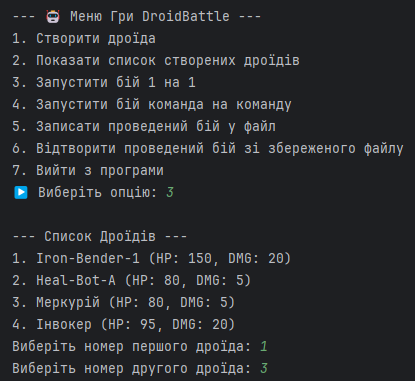 --- 🤖 Меню Гри DroidBattle ---
1. Створити дроїда
2. Показати список створених дроїдів
3. Запустити бій 1 на 1
4. Запустити бій команда на команду
5. Записати проведений бій у файл
6. Відтворити проведений бій зі збереженого файлу
7. Вийти з програми
▶️ Виберіть опцію: 3
--- Список Дроїдів ---
1. Iron-Bender-1 (HP: 150, DMG: 20)
2. Heal-Bot-A (HP: 80, DMG: 5)
3. Меркурій (HP: 80, DMG: 5)
4. Інвокер (HP: 95, DMG: 20)
Виберіть номер першого дроїда: 1
Виберіть номер другого дроїда: 3